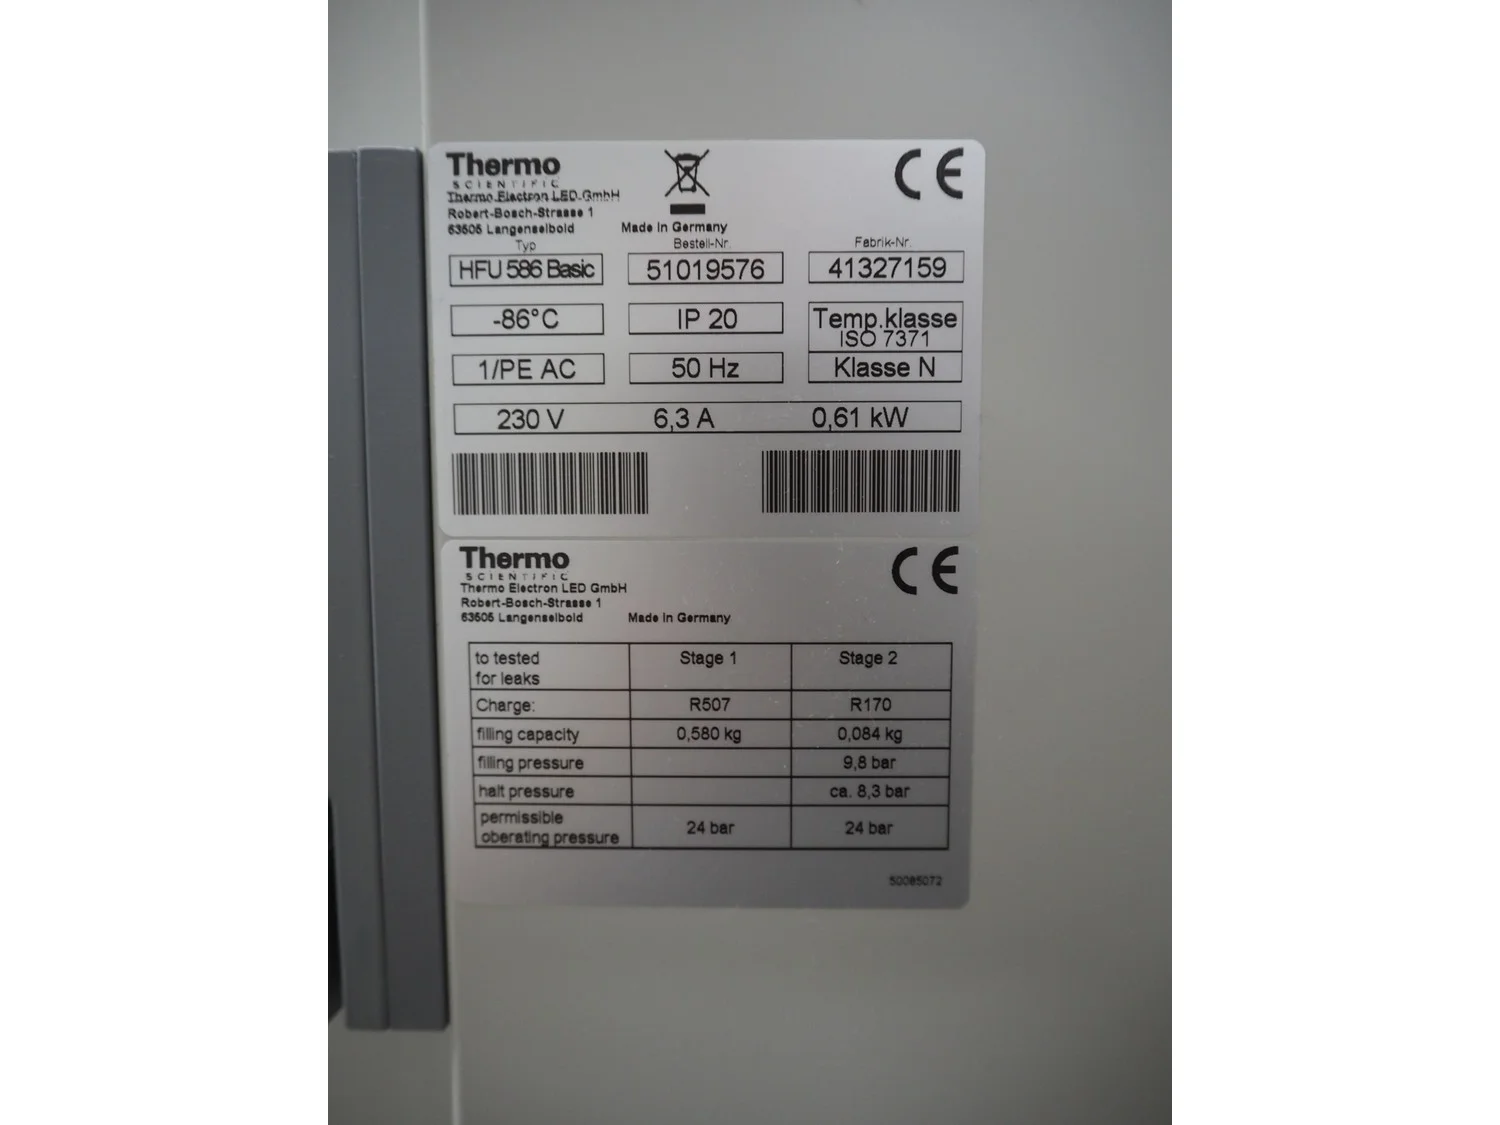 Thermo
SCIENTIFIC
Thermo Electron LED GmbH
Robert-Bosch-Strasse 1
63505 Langenselbold
Made in Germany
CE
Typ
Bestell-Nr.
Fabrik-Nr.
HFU 586 Basic
51019576
41327159
-86°C
IP 20
Temp.klasse
ISO 7371
1/PE AC
50 Hz
Klasse N
230 V 6,3 A 0,61 kW
Thermo
SCIENTIFIC
Thermo Electron LED GmbH
Robert-Bosch-Strasse 1
63505 Langenselbold
Made in Germany
CE
to tested
for leaks
Stage 1
Stage 2
Charge: R507 R170
filling capacity 0,580 kg 0,084 kg
filling pressure 9,8 bar
halt pressure ca. 8,3 bar
permissible
oberating pressure
24 bar
24 bar
50085072